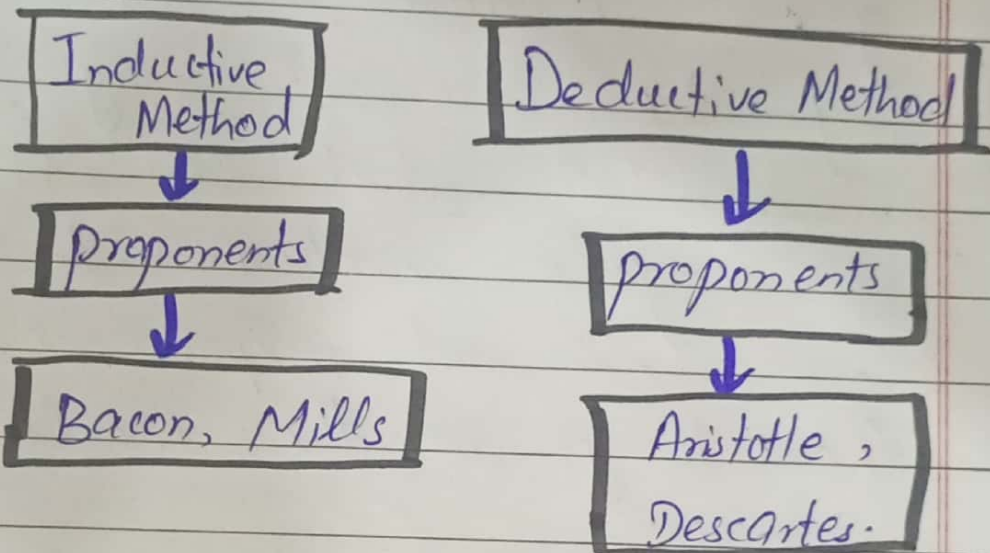 Inductive
Method
Deductive Method
proponents
proponents
Bacon, Mills
Aristotle ,
Descartes.